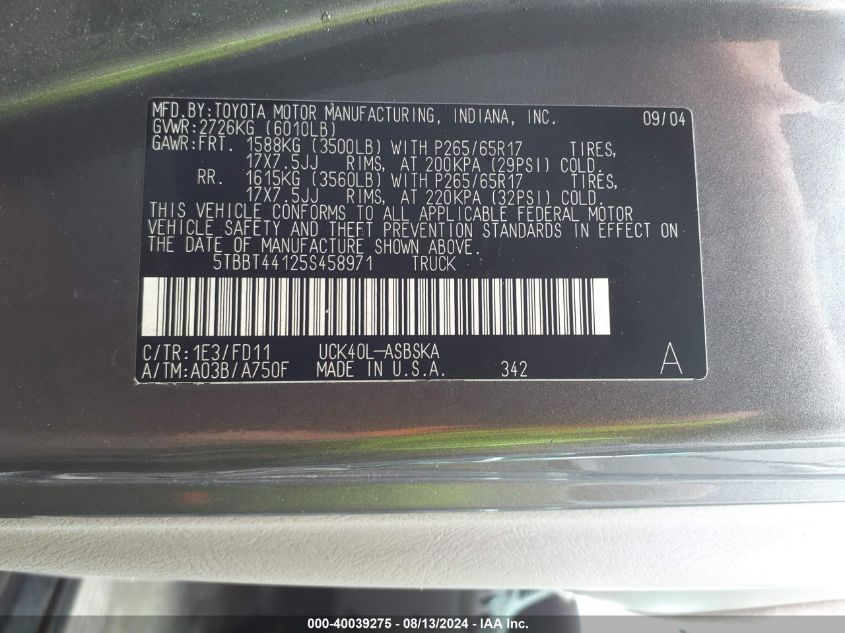 MFD.BY:TOYOTA MOTOR MANUFACTURING, INDIANA, INC. 09/04
GVWR:2726KG (6010LB)
GAWR:FRT. 1588KG (3500LB) WITH P265/65R17 TIRES,
17X7.5JJ RIMS, AT 200KPA (29PSI) COLD.
RR. 1615KG (3560LB) WITH P265/65R17 TIRES,
17X7.5JJ RIMS, AT 220KPA (32PSI) COLD.
THIS VEHICLE CONFORMS TO ALL APPLICABLE FEDERAL MOTOR
VEHICLE SAFETY AND THEFT PREVENTION STANDARDS IN EFFECT ON
THE DATE OF MANUFACTURE SHOWN ABOVE.
5TBBT44125S458971 TRUCK
C/TR:1E3/FD11 UCK40L-ASBSKA
A/TM:A03B/A750F MADE IN U.S.A. 342 A
000-40039275 - 08/13/2024 - IAA Inc.